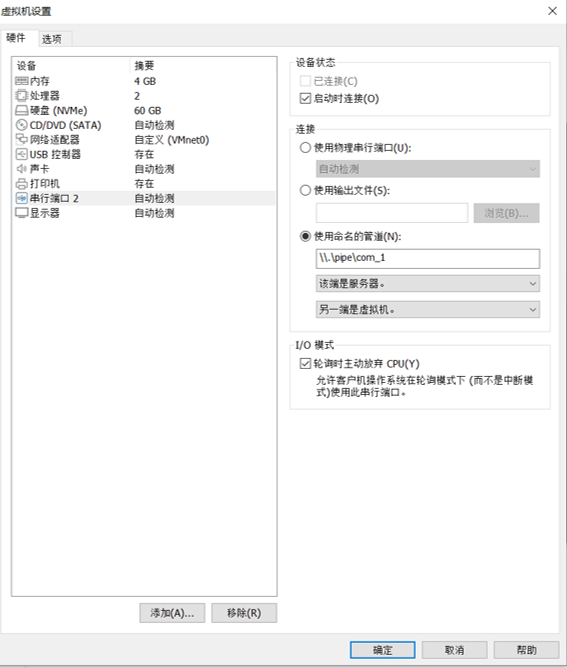 虚拟机设置
硬件 选项
设备 摘要
内存 4 GB
处理器 2
硬盘 (NVMe) 60 GB
CD/DVD (SATA) 自动检测
网络适配器 自定义 (VMnet0)
USB 控制器 存在
声卡 自动检测
打印机 存在
串行端口 2 自动检测
显示器 自动检测
添加(A)... 移除(R)
设备状态
已连接(C)
启动时连接(O)
连接
使用物理串行端口(U):
自动检测
使用输出文件(S):
浏览(B)...
使用命名的管道(N):
\\.\pipe\com_1
该端是服务器。
另一端是虚拟机。
I/O 模式
轮询时主动放弃 CPU(Y)
允许客户机操作系统在轮询模式下 (而不是中断模
式)使用此串行端口。
确定 取消 帮助